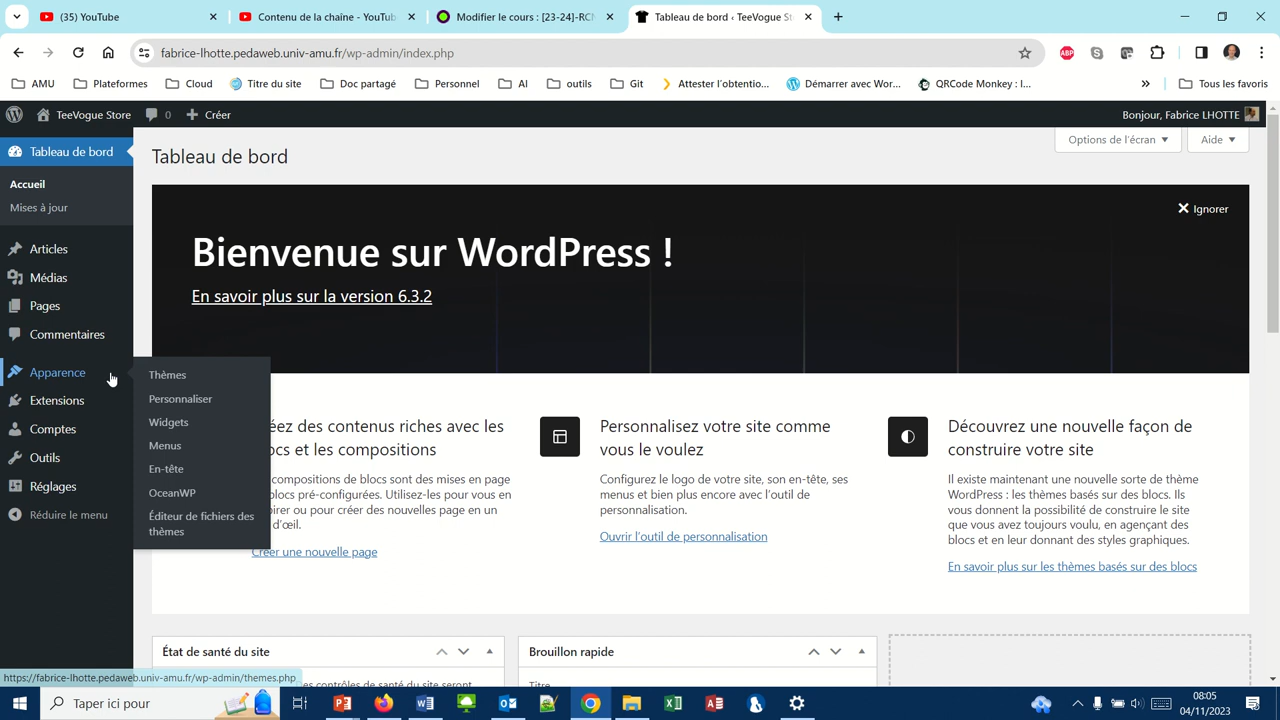 (35) YouTube
Contenu de la chaine - YouTub
Modifier le cours : [23-24]-RCN
Tableau de bord ‹ TeeVogue St
fabrice-lhotte.pedaweb.univ-amu.fr/wp-admin/index.php
AMU
Plateformes
Cloud
Titre du site
Doc partagé
Personnel
AI
outils
Git
Attester l'obtentio...
Démarrer avec Wor...
QRCode Monkey : l...
Tous les favoris
TeeVogue Store
0
Créer
Bonjour, Fabrice LHOTTE
Tableau de bord
Accueil
Mises à jour
Articles
Médias
Pages
Commentaires
Apparence
Extensions
Comptes
Outils
Réglages
Réduire le menu
Thèmes
Personnaliser
Widgets
Menus
En-tête
OceanWP
Éditeur de fichiers des
thèmes
Tableau de bord
Options de l'écran
Aide
Ignorer
Bienvenue sur WordPress !
En savoir plus sur la version 6.3.2
éez des contenus riches avec les
ocs et les compositions
compositions de blocs sont des mises en page
blocs pré-configurées. Utilisez-les pour vous en
pirer ou pour créer des nouvelles page en un
d'œil.
Créer une nouvelle page
Personnalisez votre site comme
vous le voulez
Configurez le logo de votre site, son en-tête, ses
menus et bien plus encore avec l'outil de
personnalisation.
Ouvrir l'outil de personnalisation
Découvrez une nouvelle façon de
construire votre site
Il existe maintenant une nouvelle sorte de thème
WordPress : les thèmes basés sur des blocs. Ils
vous donnent la possibilité de construire le site
que vous avez toujours voulu, en agençant des
blocs et en leur donnant des styles graphiques.
En savoir plus sur les thèmes basés sur des blocs
État de santé du site
Brouillon rapide
es contrôles de santé du site seront
Titre
https://fabrice-lhotte.pedaweb.univ-amu.fr/wp-admin/themes.php
Taper ici pour
08:05
04/11/2023